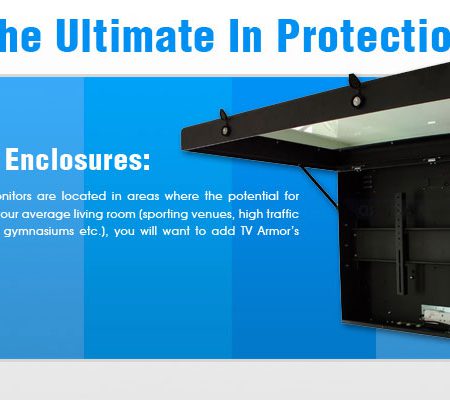 he Ultimate In Protectio
Enclosures:
nitors are located in areas where the potential for
our average living room (sporting venues, high traffic
gymnasiums etc.), you will want to add TV Armor's